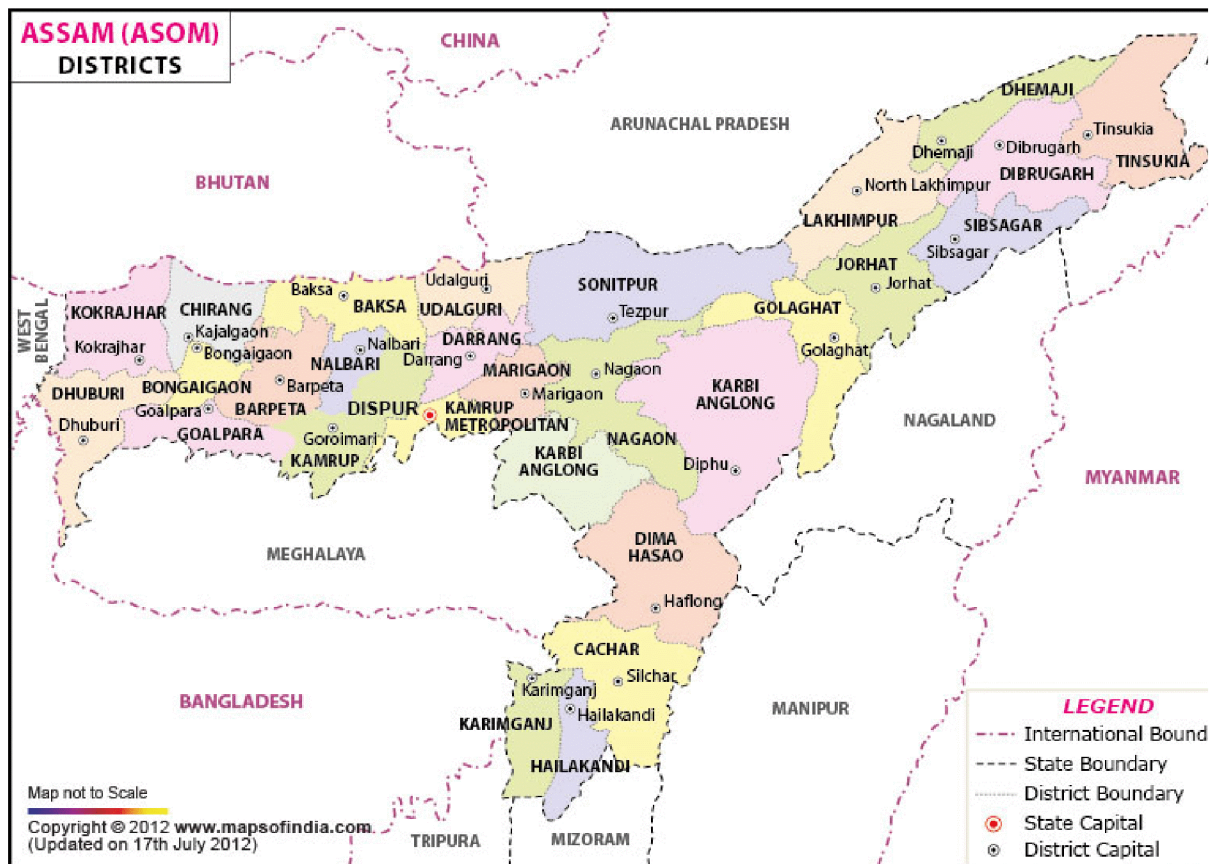 ASSAM (ASOM)
DISTRICTS
CHINA
ARUNACHAL PRADESH
BHUTAN
DHEMAJI
Dhemaji
Tinsukia
TINSUKIA
Dibrugarh
DIBRUGARH
North Lakhimpur
LAKHIMPUR
SIBSAGAR
Sibsagar
JORHAT
Jorhat
SONITPUR
Tezpur
GOLAGHAT
Golaghat
Udalguri
UDALGURI
Baksa
BAKSA
WEST
BENGAL
KOKRAJHAR
Kokrajhar
CHIRANG
Kajalgaon
Bongaigaon
BONGAIGAON
NALBARI
Nalbari
DARRANG
Darrang
MARIGAON
Marigaon
Nagaon
NAGAON
KARBI
ANGLONG
Diphu
DHUBURI
Dhuburi
Goalpara
GOALPARA
Barpeta
BARPETA
DISPUR
KAMRUP
METROPOLITAN
Goroimari
KAMRUP
KARBI
ANGLONG
NAGALAND
MYANMAR
MEGHALAYA
DIMA
HASAO
Haflong
CACHAR
Silchar
Karimganj
KARIMGANJ
Hailakandi
HAILAKANDI
BANGLADESH
MANIPUR
TRIPURA
MIZORAM
Map not to Scale
Copyright © 2012 www.mapsofindia.com
(Updated on 17th July 2012)
LEGEND
International Bound
State Boundary
District Boundary
State Capital
District Capital